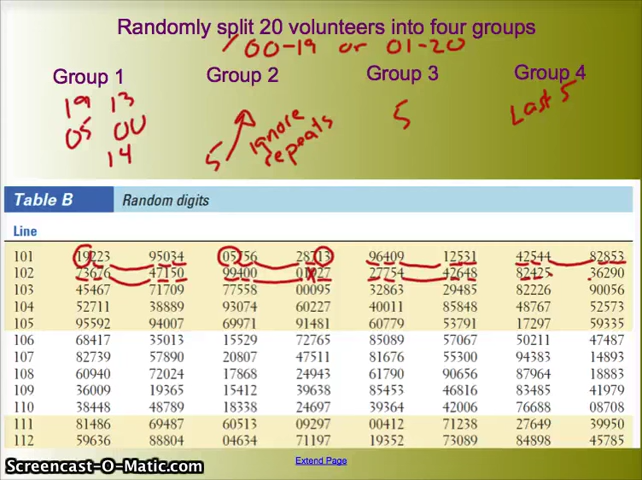 Randomly split 20 volunteers into four groups
00-19 or 01-20
Group 1 Group 2 Group 3 Group 4
19 13
05 00
14
5 Ignore repeats
5
Last 5
Table B Random digits
Line
101 19223 95034 05756 28713 96409 12531 42544 82853
102 73676 47150 99400 01927 27754 42648 82425 36290
103 45467 71709 77558 00095 32863 29485 82226 90056
104 52711 38889 93074 60227 40011 85848 48767 52573
105 95592 94007 69971 91481 60779 53791 17297 59335
106 68417 35013 15529 72765 85089 57067 50211 47487
107 82739 57890 20807 47511 81676 55300 94383 14893
108 60940 72024 17868 24943 61790 90656 87964 18883
109 36009 19365 15412 39638 85453 46816 83485 41979
110 38448 48789 18338 24697 39364 42006 76688 08708
111 81486 69487 60513 09297 00412 71238 27649 39950
112 59636 88804 04634 71197 19352 73089 84898 45785
Extend Page
Screencast-O-Matic.com